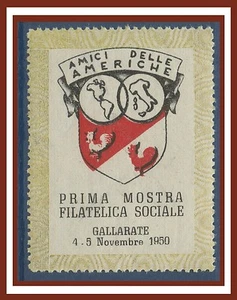 AMICI DELLE
AMERICHE
PRIMA MOSTRA
FILATELICA SOCIALE
GALLARATE
4-5 Novembre 1950